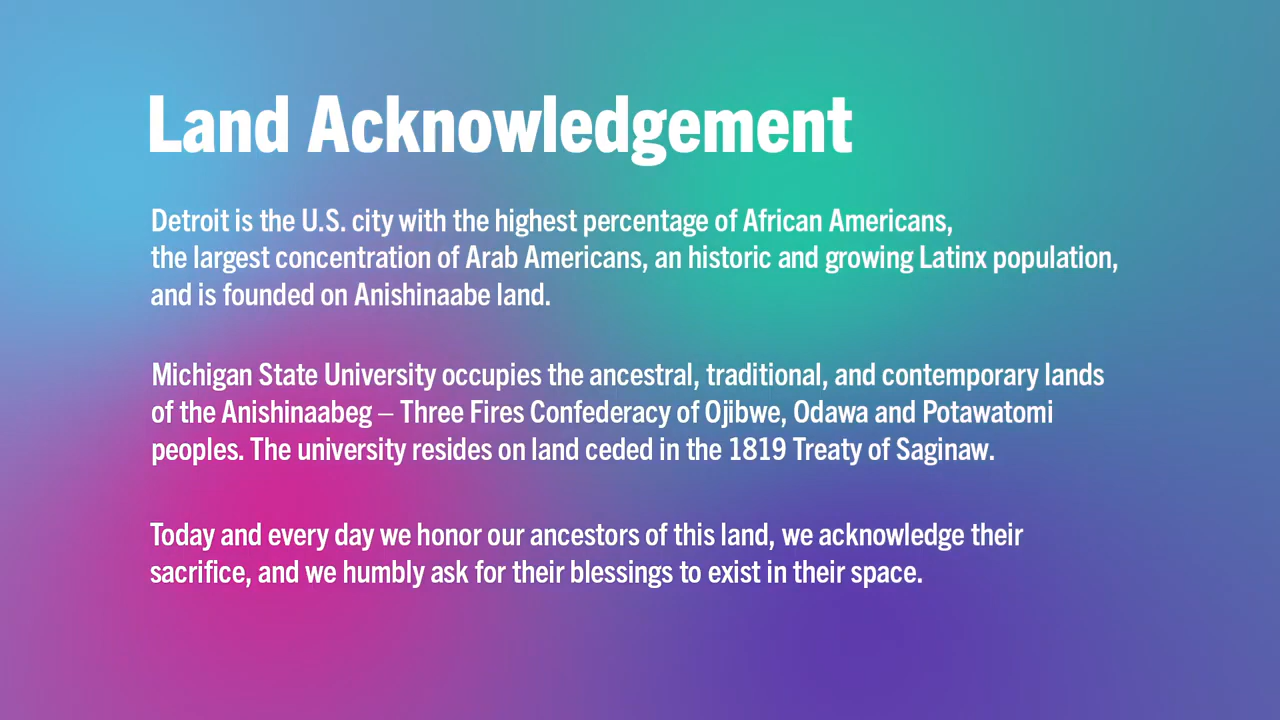 Land Acknowledgement
Detroit is the U.S. city with the highest percentage of African Americans,
the largest concentration of Arab Americans, an historic and growing Latinx population,
and is founded on Anishinaabe land.
Michigan State University occupies the ancestral, traditional, and contemporary lands
of the Anishinaabeg – Three Fires Confederacy of Ojibwe, Odawa and Potawatomi
peoples. The university resides on land ceded in the 1819 Treaty of Saginaw.
Today and every day we honor our ancestors of this land, we acknowledge their
sacrifice, and we humbly ask for their blessings to exist in their space.